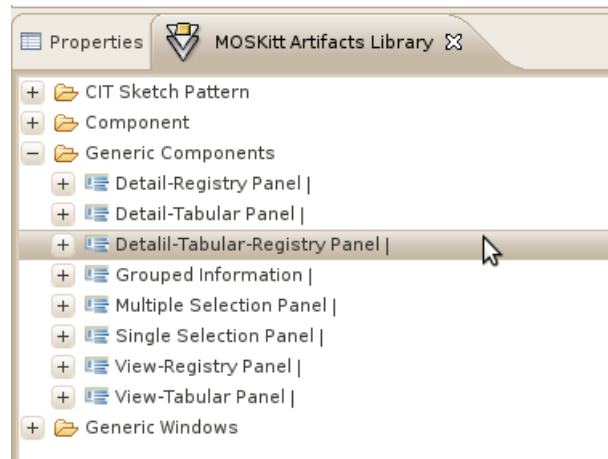 Properties MOSKitt Artifacts Library
CIT Sketch Pattern
Component
Generic Components
Detail-Registry Panel |
Detail-Tabular Panel |
Detalil-Tabular-Registry Panel |
Grouped Information |
Multiple Selection Panel |
Single Selection Panel |
View-Registry Panel |
View-Tabular Panel |
Generic Windows